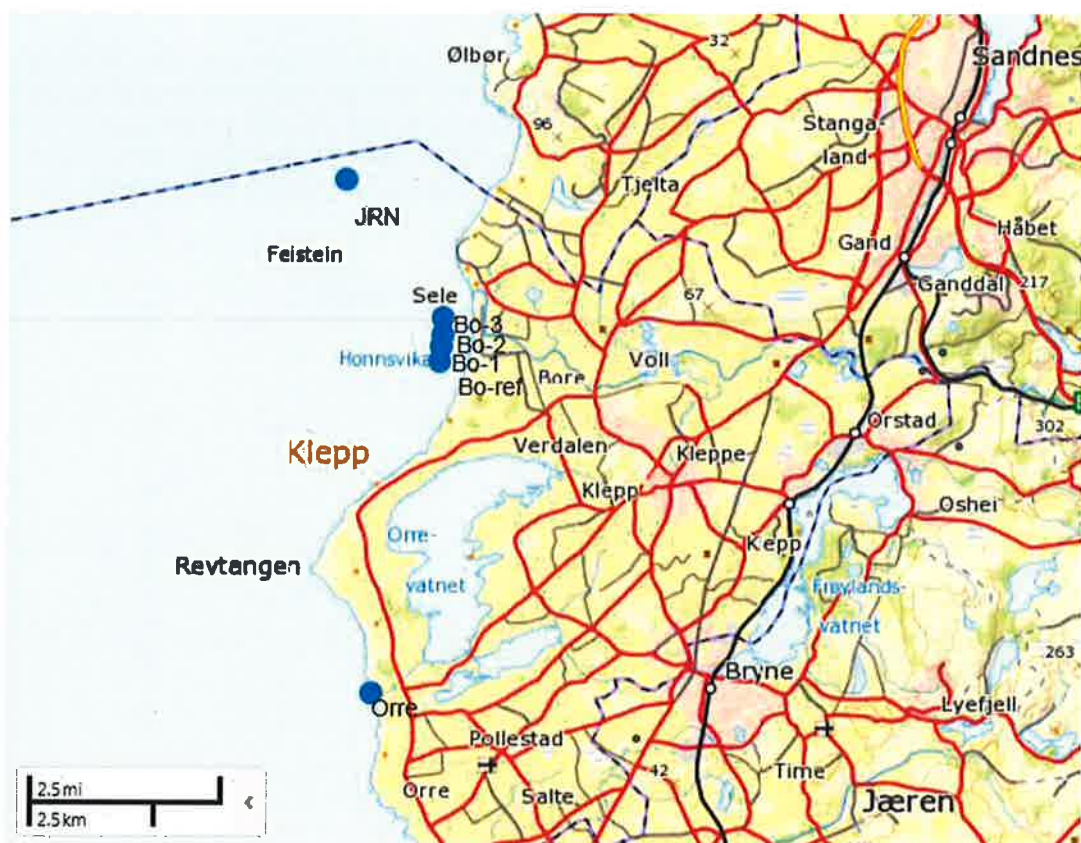 32
Sandnes
Ølbør
Stanga-
land
96
Tjelta
JRN
Håbet
Gand
Feistein
Ganddal
217
Sele
67
Bo-3
Bo-2
Voll
Honnsvika
Bo-1
Bore
Bo-ref
Orstad
302
Klepp
Verdalen
Kleppe
Klepp
Oshei
Orre-
vatnet
Kepp
Revtangen
Frøylands-
vatnet
263
Bryne
Orre
Lyefjell
Pollestad
42
Time
2.5 mi
2.5 km
Orre
Salte
Jæren